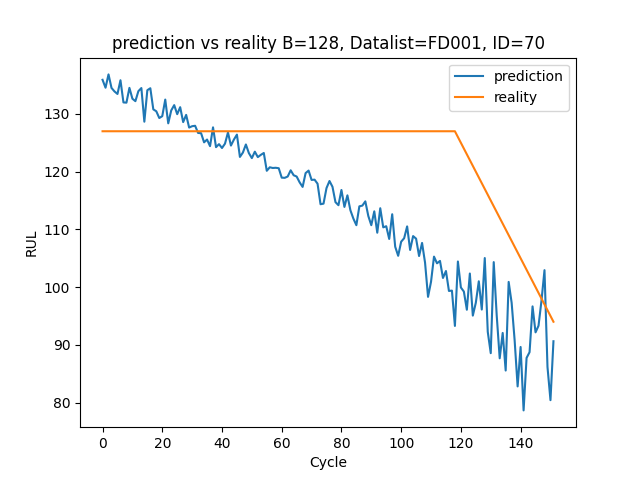 prediction vs reality B=128, Datalist=FD001, ID=70
prediction
reality
RUL
130
120
110
100
90
80
0 20 40 60 80 100 120 140
Cycle